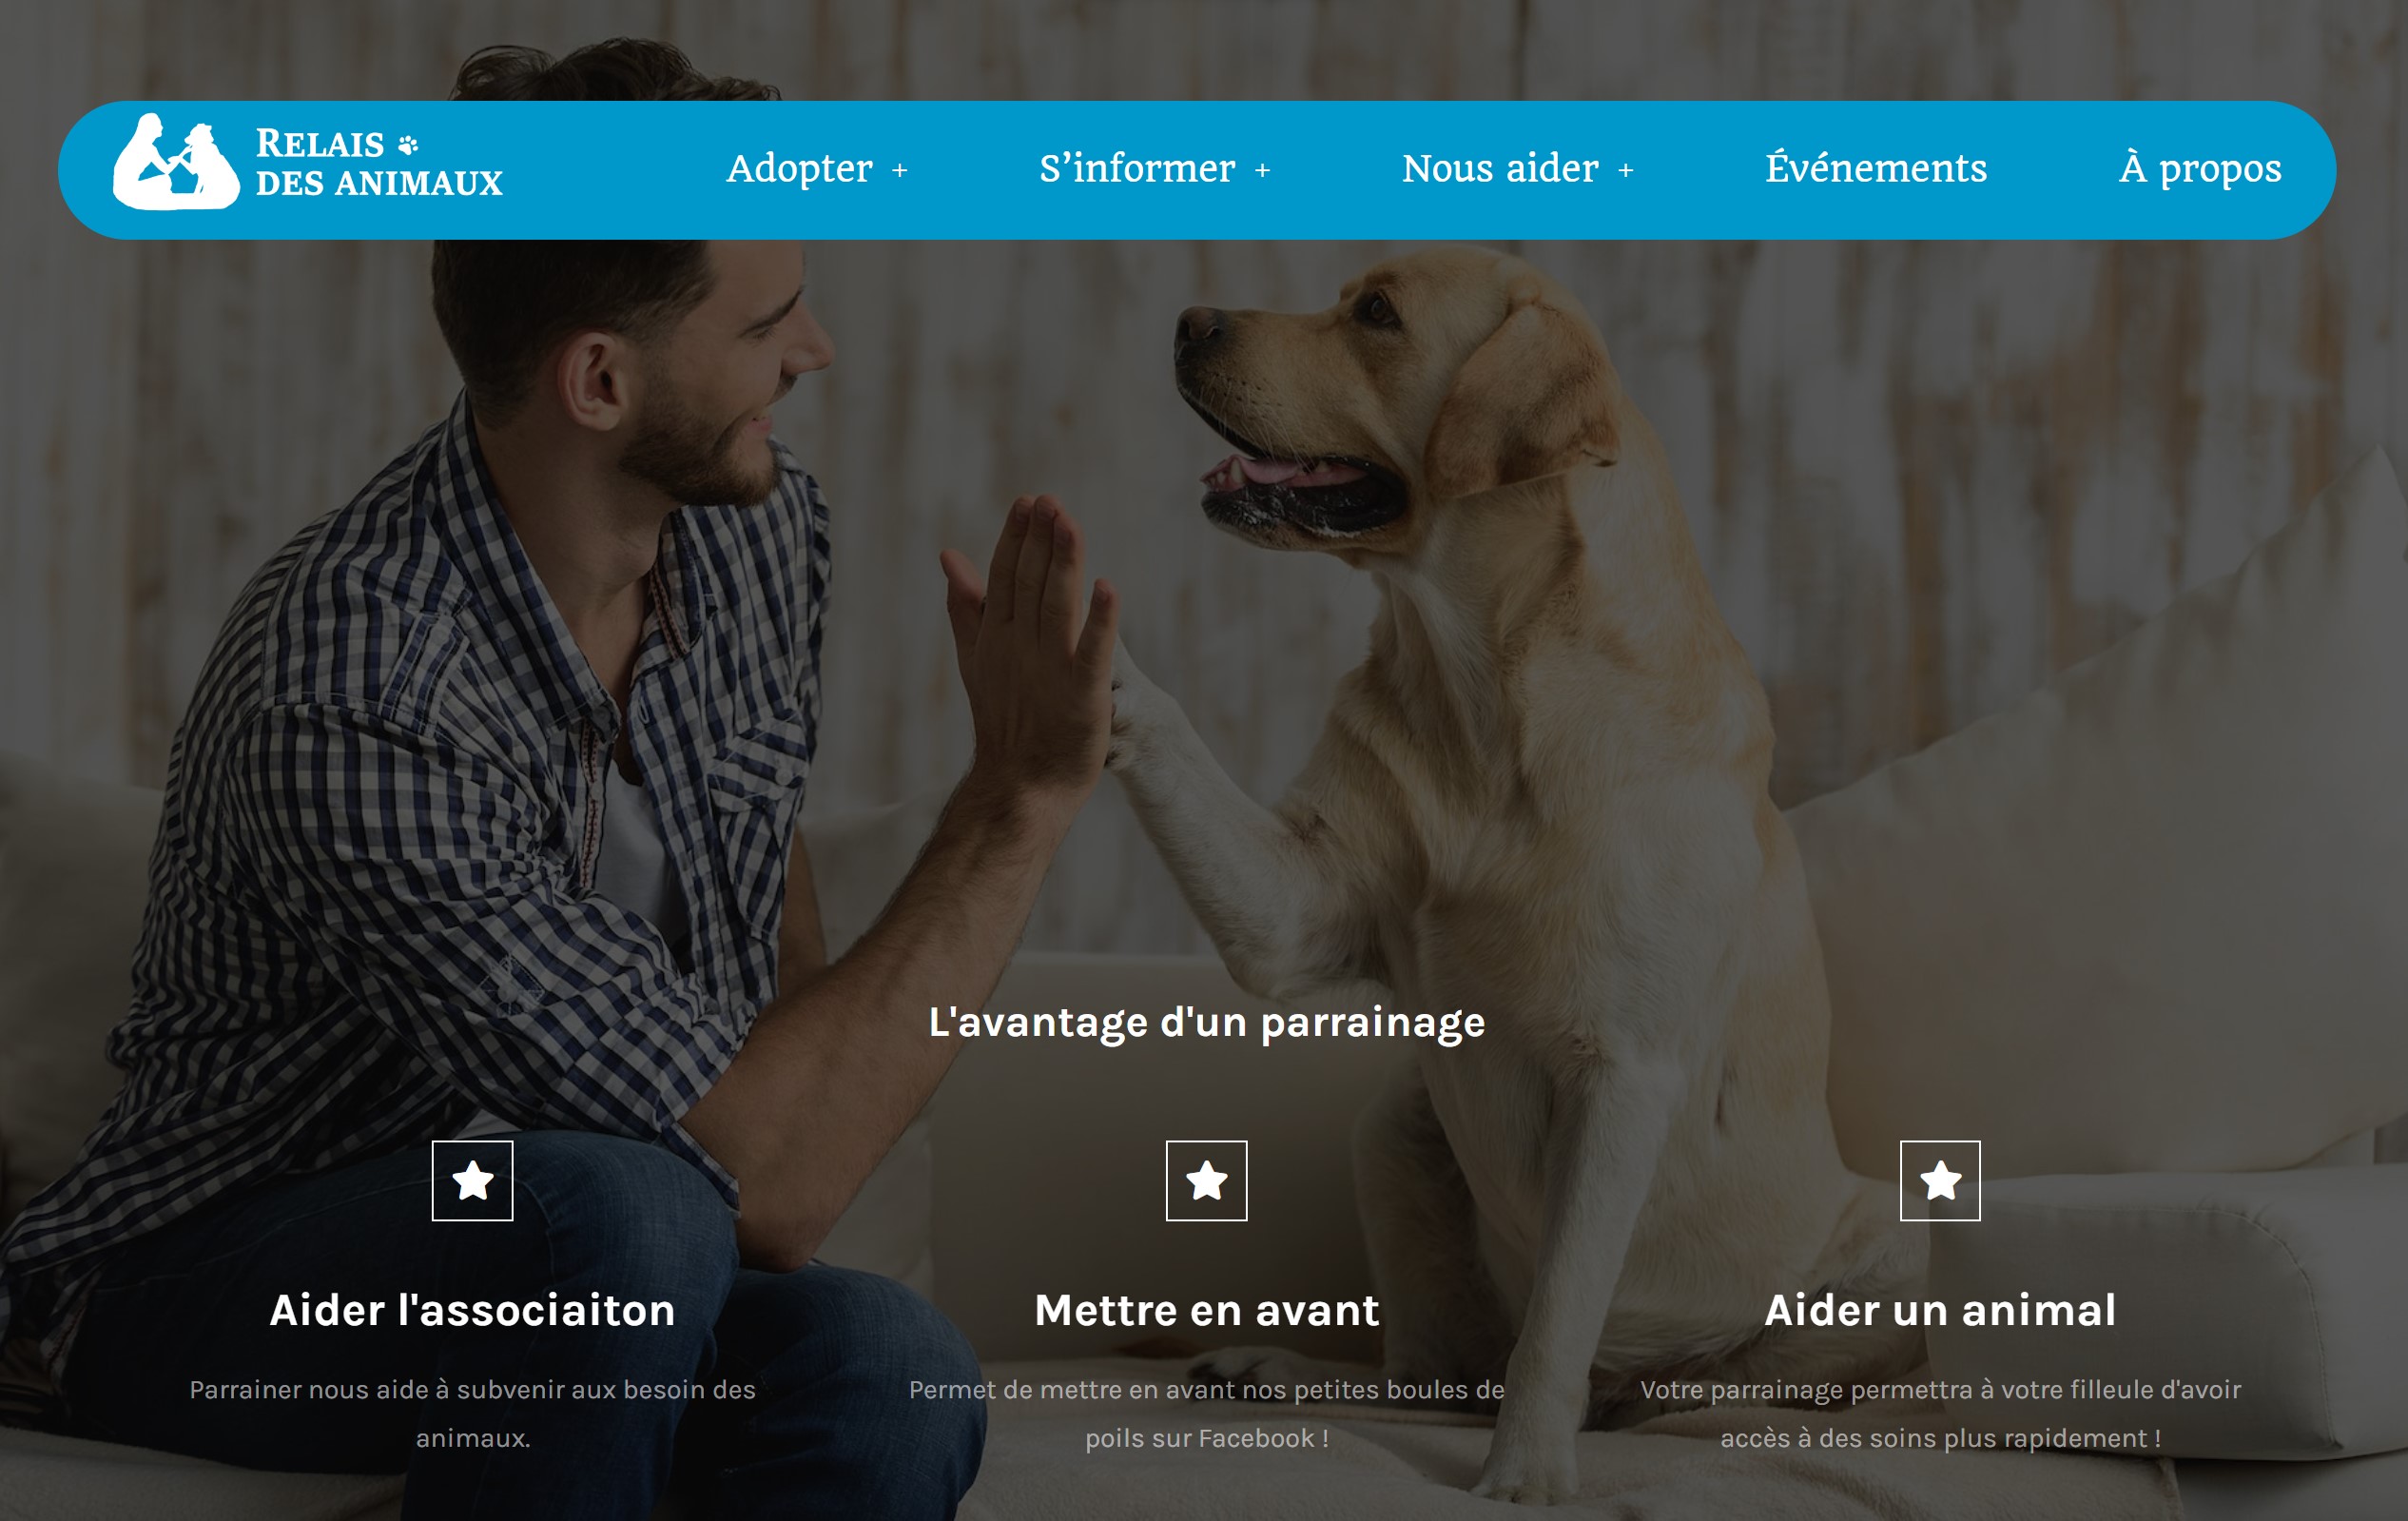 RELAIS
DES ANIMAUX
Adopter +
S’informer +
Nous aider +
Événements
À propos
L'avantage d'un parrainage
Aider l'associaiton
Parrainer nous aide à subvenir aux besoin des
animaux.
Mettre en avant
Permet de mettre en avant nos petites boules de
poils sur Facebook !
Aider un animal
Votre parrainage permettra à votre filleule d'avoir
accès à des soins plus rapidement !